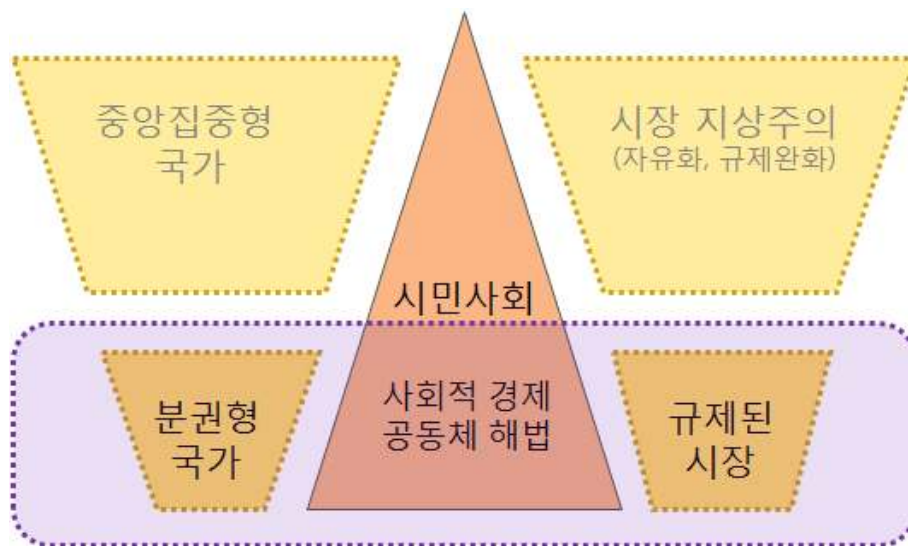 중앙집중형
국가
시장 지상주의
(자유화, 규제완화)
시민사회
분권형
국가
사회적 경제
공동체 해법
규제된
시장